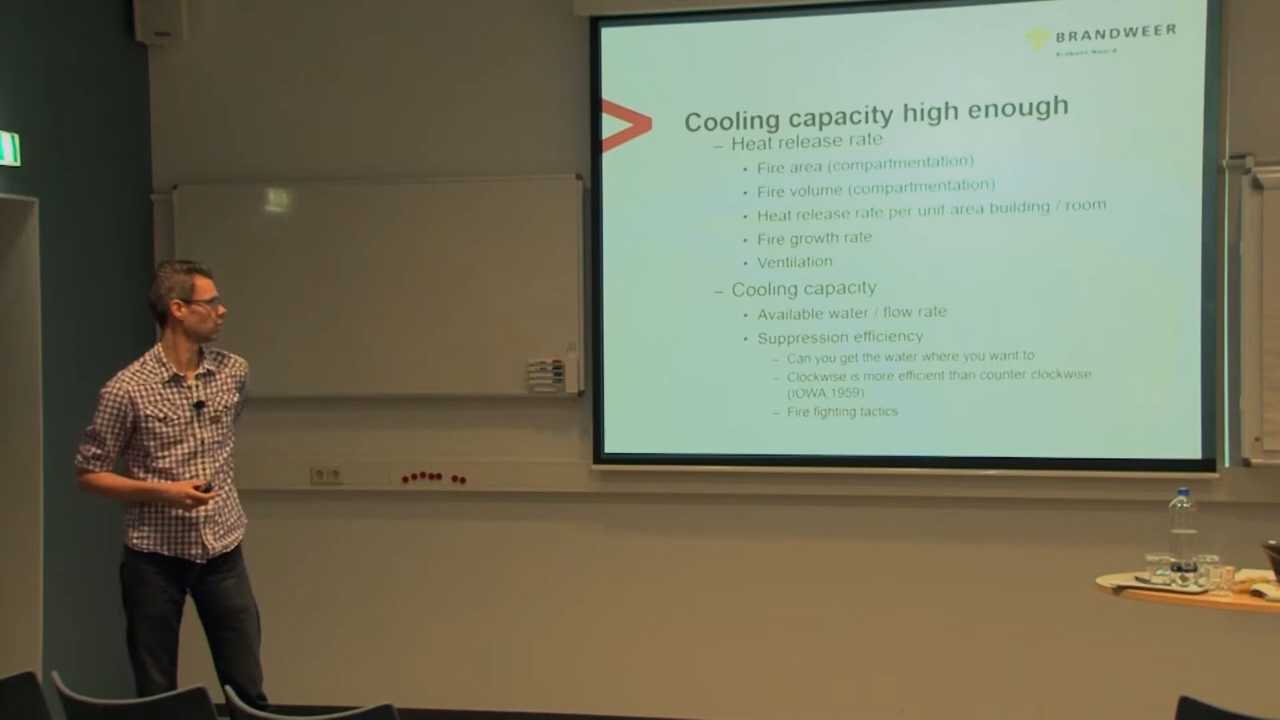 BRANDWEER
Brabant-Noord
Cooling capacity high enough
– Heat release rate
• Fire area (compartmentation)
• Fire volume (compartmentation)
• Heat release rate per unit area building / room
• Fire growth rate
• Ventilation
– Cooling capacity
• Available water / flow rate
• Suppression efficiency
– Can you get the water where you want to
– Clockwise is more efficient than counter clockwise
(IOWA 1959)
– Fire fighting tactics